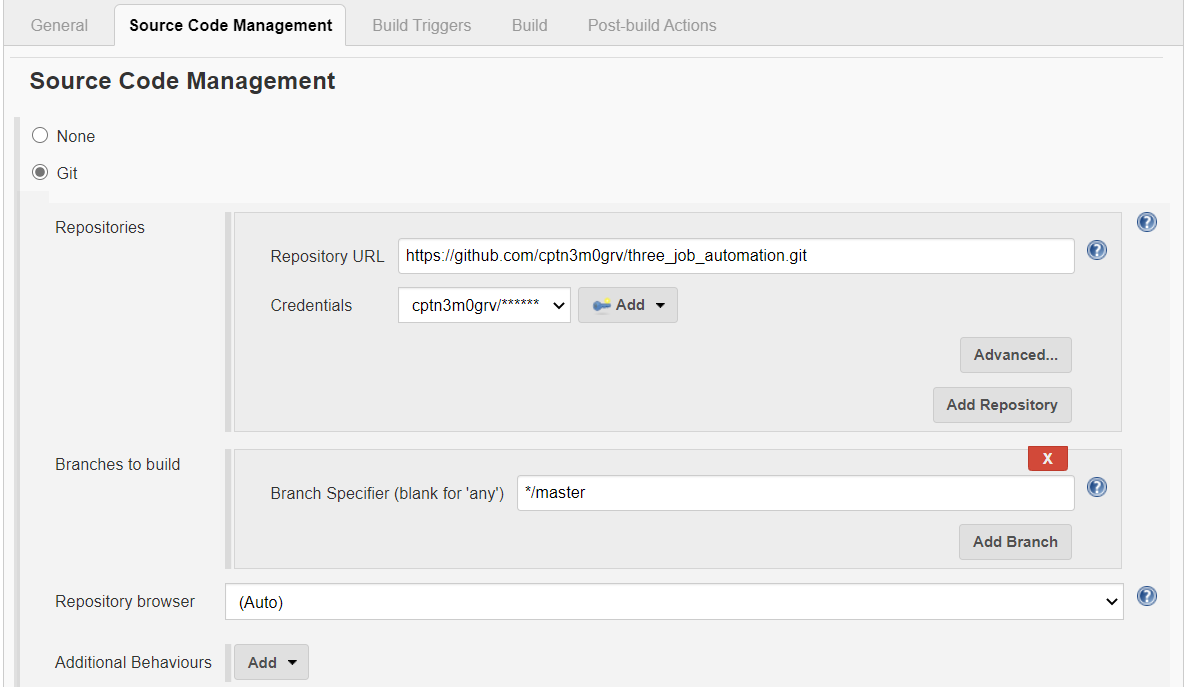 General Source Code Management Build Triggers Build Post-build Actions
Source Code Management
None
Git
Repositories
?
Repository URL https://github.com/cptn3m0grv/three_job_automation.git ?
Credentials cptn3m0grv/****** Add
Advanced...
Add Repository
Branches to build
X
Branch Specifier (blank for 'any') */master ?
Add Branch
Repository browser (Auto) ?
Additional Behaviours Add